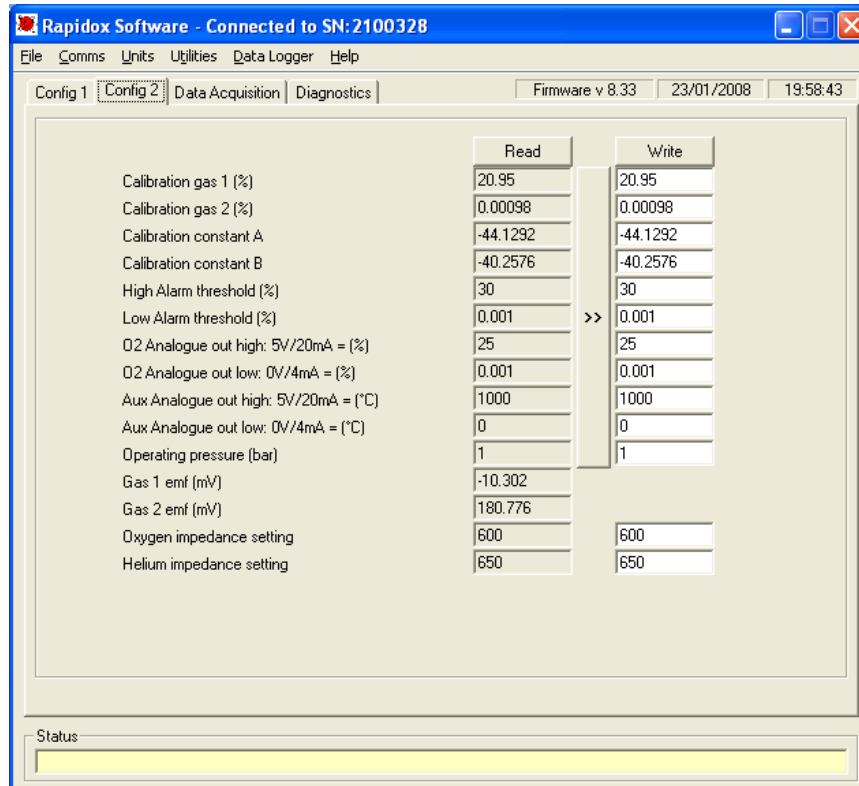 Rapidox Software - Connected to SN:2100328
File Comms Units Utilities Data Logger Help
Config 1 Config 2 Data Acquisition Diagnostics Firmware v 8.33 23/01/2008 19:58:43
Read Write
Calibration gas 1 (%) 20.95 20.95
Calibration gas 2 (%) 0.00098 0.00098
Calibration constant A -44.1292 -44.1292
Calibration constant B -40.2576 -40.2576
High Alarm threshold (%) 30 30
Low Alarm threshold (%) 0.001 >> 0.001
O2 Analogue out high: 5V/20mA = (%) 25 25
O2 Analogue out low: 0V/4mA = (%) 0.001 0.001
Aux Analogue out high: 5V/20mA = (°C) 1000 1000
Aux Analogue out low: 0V/4mA = (°C) 0 0
Operating pressure (bar) 1 1
Gas 1 emf (mV) -10.302
Gas 2 emf (mV) 180.776
Oxygen impedance setting 600 600
Helium impedance setting 650 650
Status